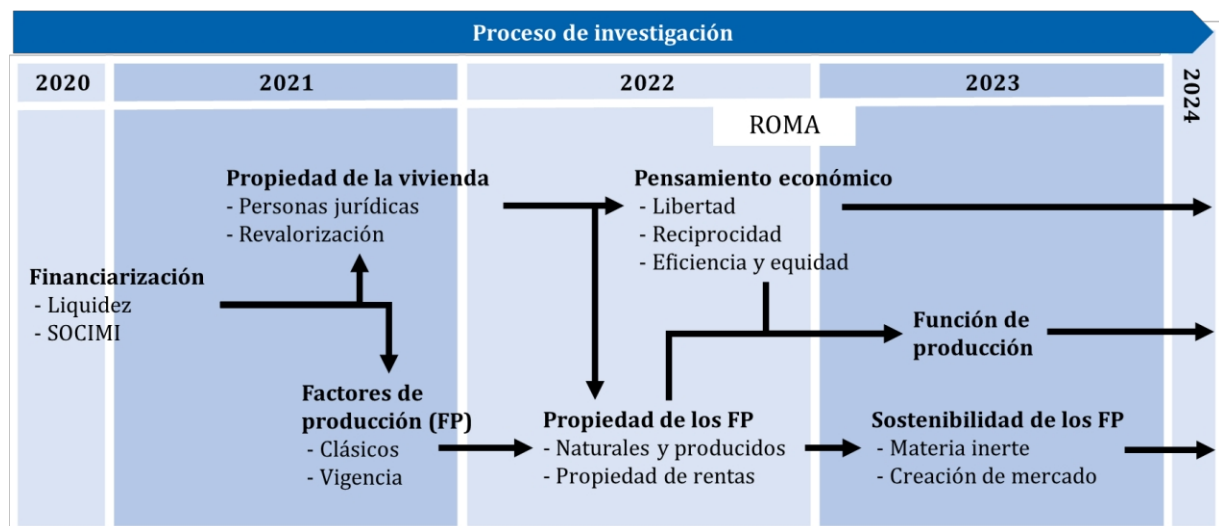 Proceso de investigación
2020
2021
2022
2023
2024
ROMA
Propiedad de la vivienda
- Personas jurídicas
- Revalorización
Pensamiento económico
- Libertad
- Reciprocidad
- Eficiencia y equidad
Financiarización
- Liquidez
- SOCIMI
Función de
producción
Factores de
producción (FP)
- Clásicos
- Vigencia
Propiedad de los FP
- Naturales y producidos
- Propiedad de rentas
Sostenibilidad de los FP
- Materia inerte
- Creación de mercado